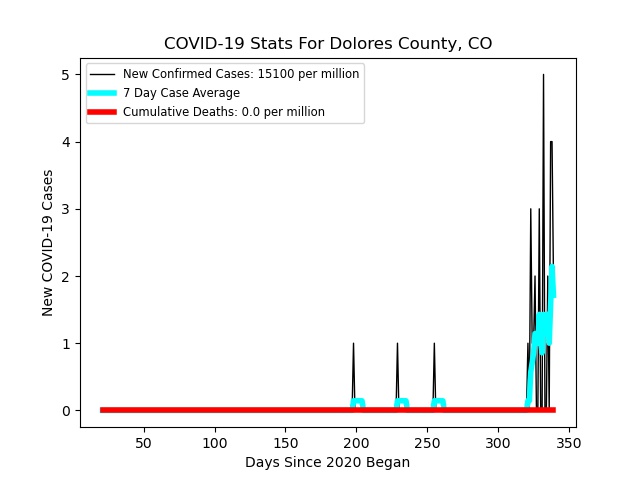 COVID-19 Stats For Dolores County, CO
New Confirmed Cases: 15100 per million
7 Day Case Average
Cumulative Deaths: 0.0 per million
5
4
3
2
1
0
New COVID-19 Cases
50 100 150 200 250 300 350
Days Since 2020 Began